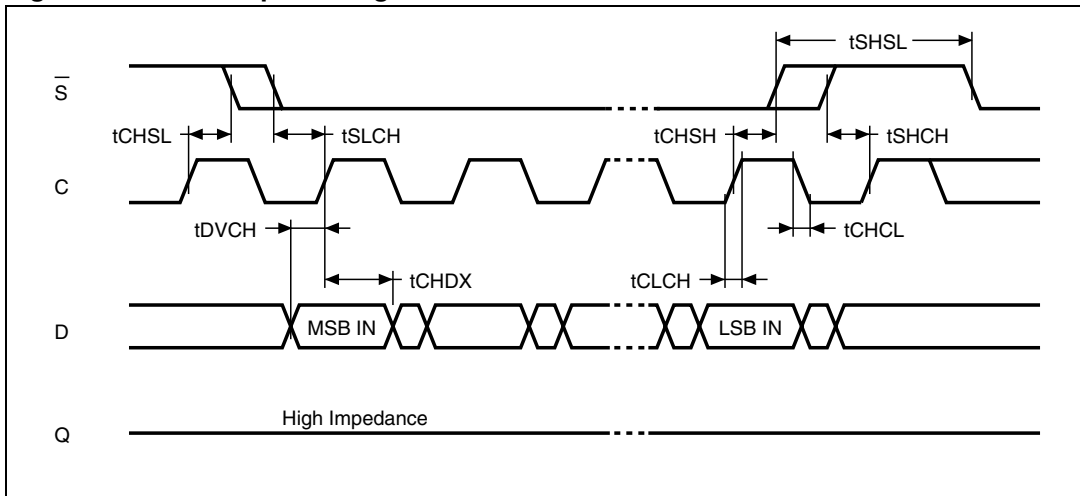 tSHSL
S
tCHSL
tSLCH
tCHSH
tSHCH
C
tDVCH
tCHCL
tCHDX
tCLCH
D
MSB IN
LSB IN
High Impedance
Q